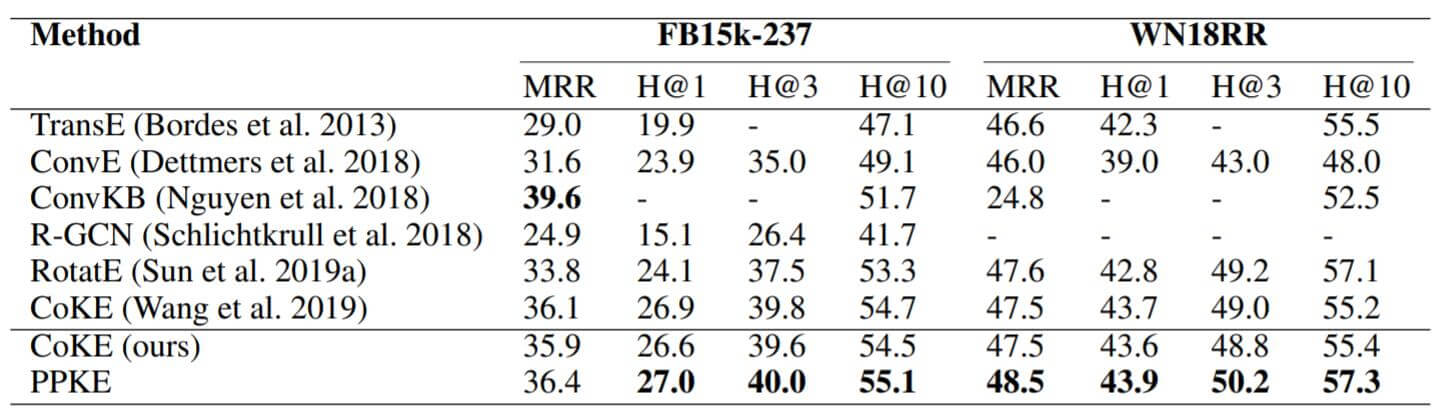 Method FB15k-237 WN18RR
MRR H@1 H@3 H@10 MRR H@1 H@3 H@10
TransE (Bordes et al. 2013) 29.0 19.9 - 47.1 46.6 42.3 - 55.5
ConvE (Dettmers et al. 2018) 31.6 23.9 35.0 49.1 46.0 39.0 43.0 48.0
ConvKB (Nguyen et al. 2018) 39.6 - - 51.7 24.8 - - 52.5
R-GCN (Schlichtkrull et al. 2018) 24.9 15.1 26.4 41.7 - - - -
RotatE (Sun et al. 2019a) 33.8 24.1 37.5 53.3 47.6 42.8 49.2 57.1
CoKE (Wang et al. 2019) 36.1 26.9 39.8 54.7 47.5 43.7 49.0 55.2
CoKE (ours) 35.9 26.6 39.6 54.5 47.5 43.6 48.8 55.4
PPKE 36.4 27.0 40.0 55.1 48.5 43.9 50.2 57.3